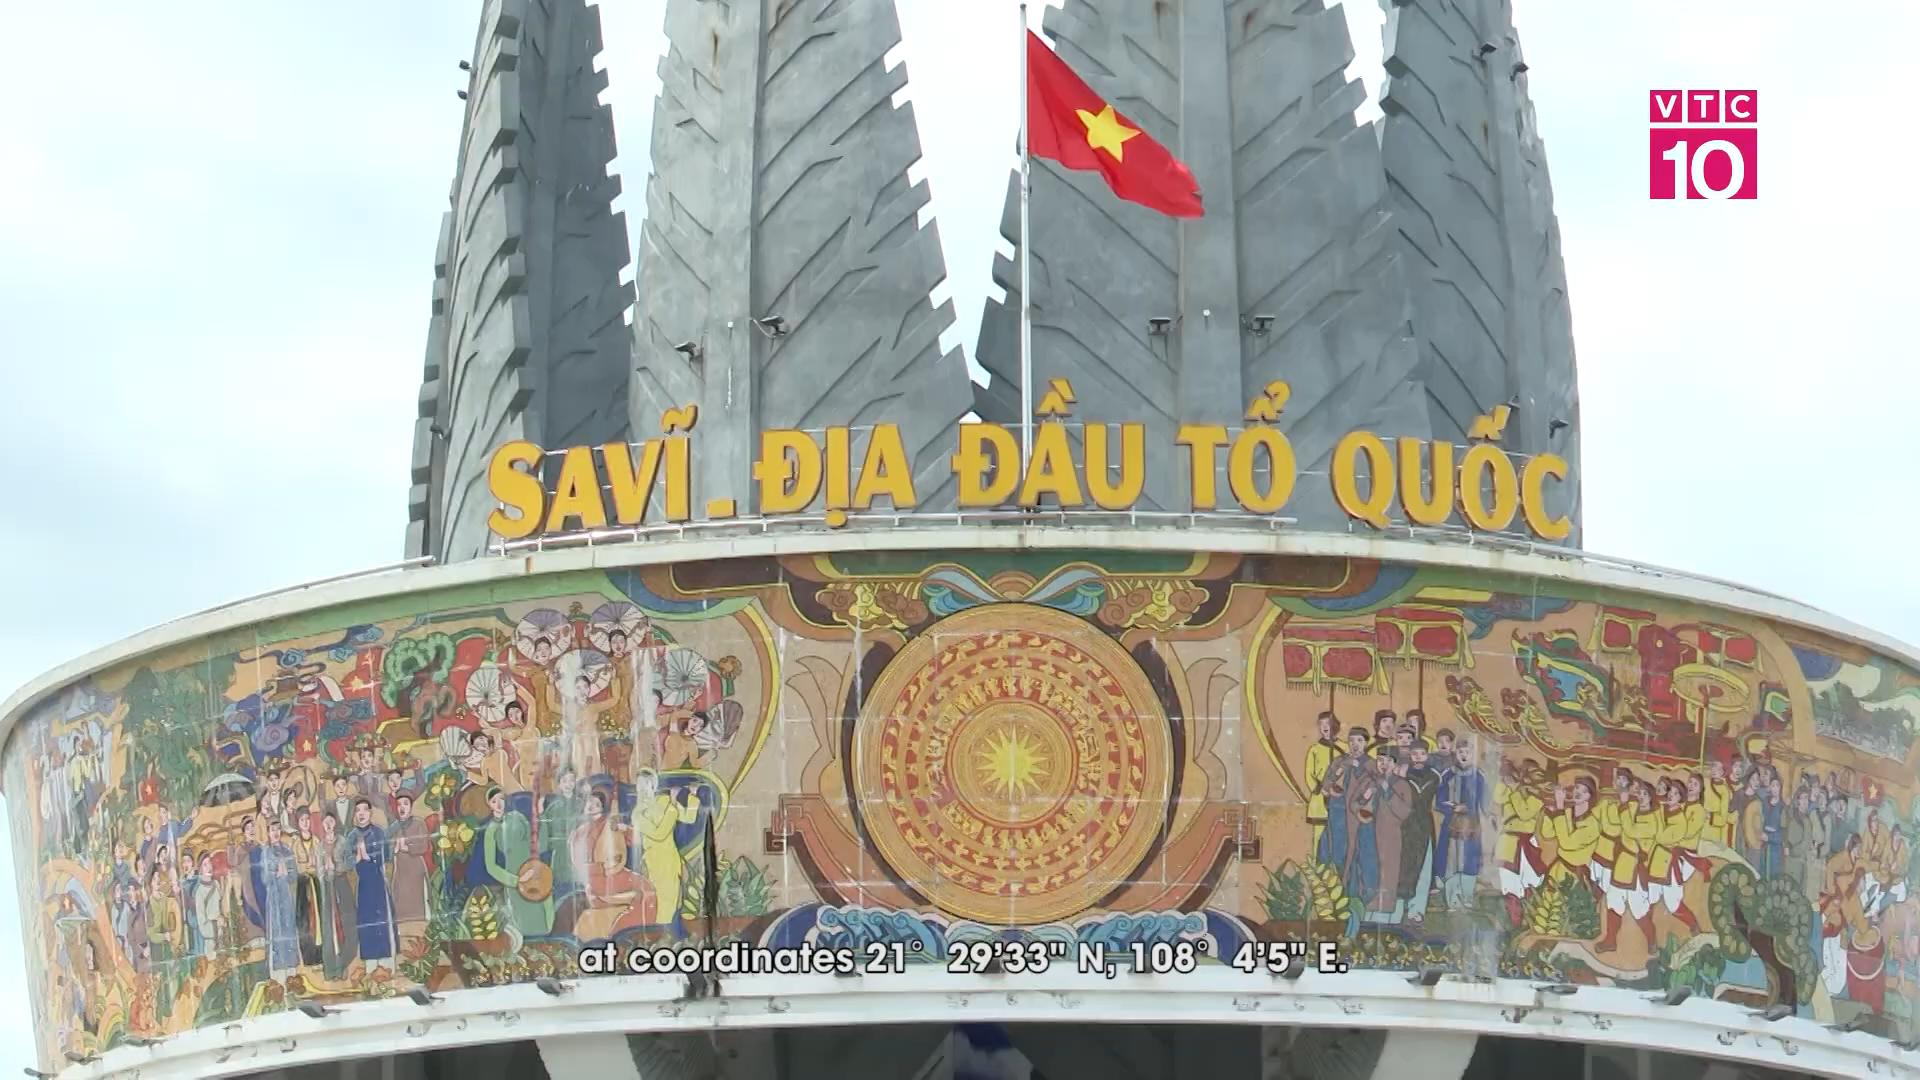 VTC
10
SAVĨ - ĐỊA ĐẦU TỔ QUỐC
at coordinates 21° 29'33" N, 108° 4'5" E.